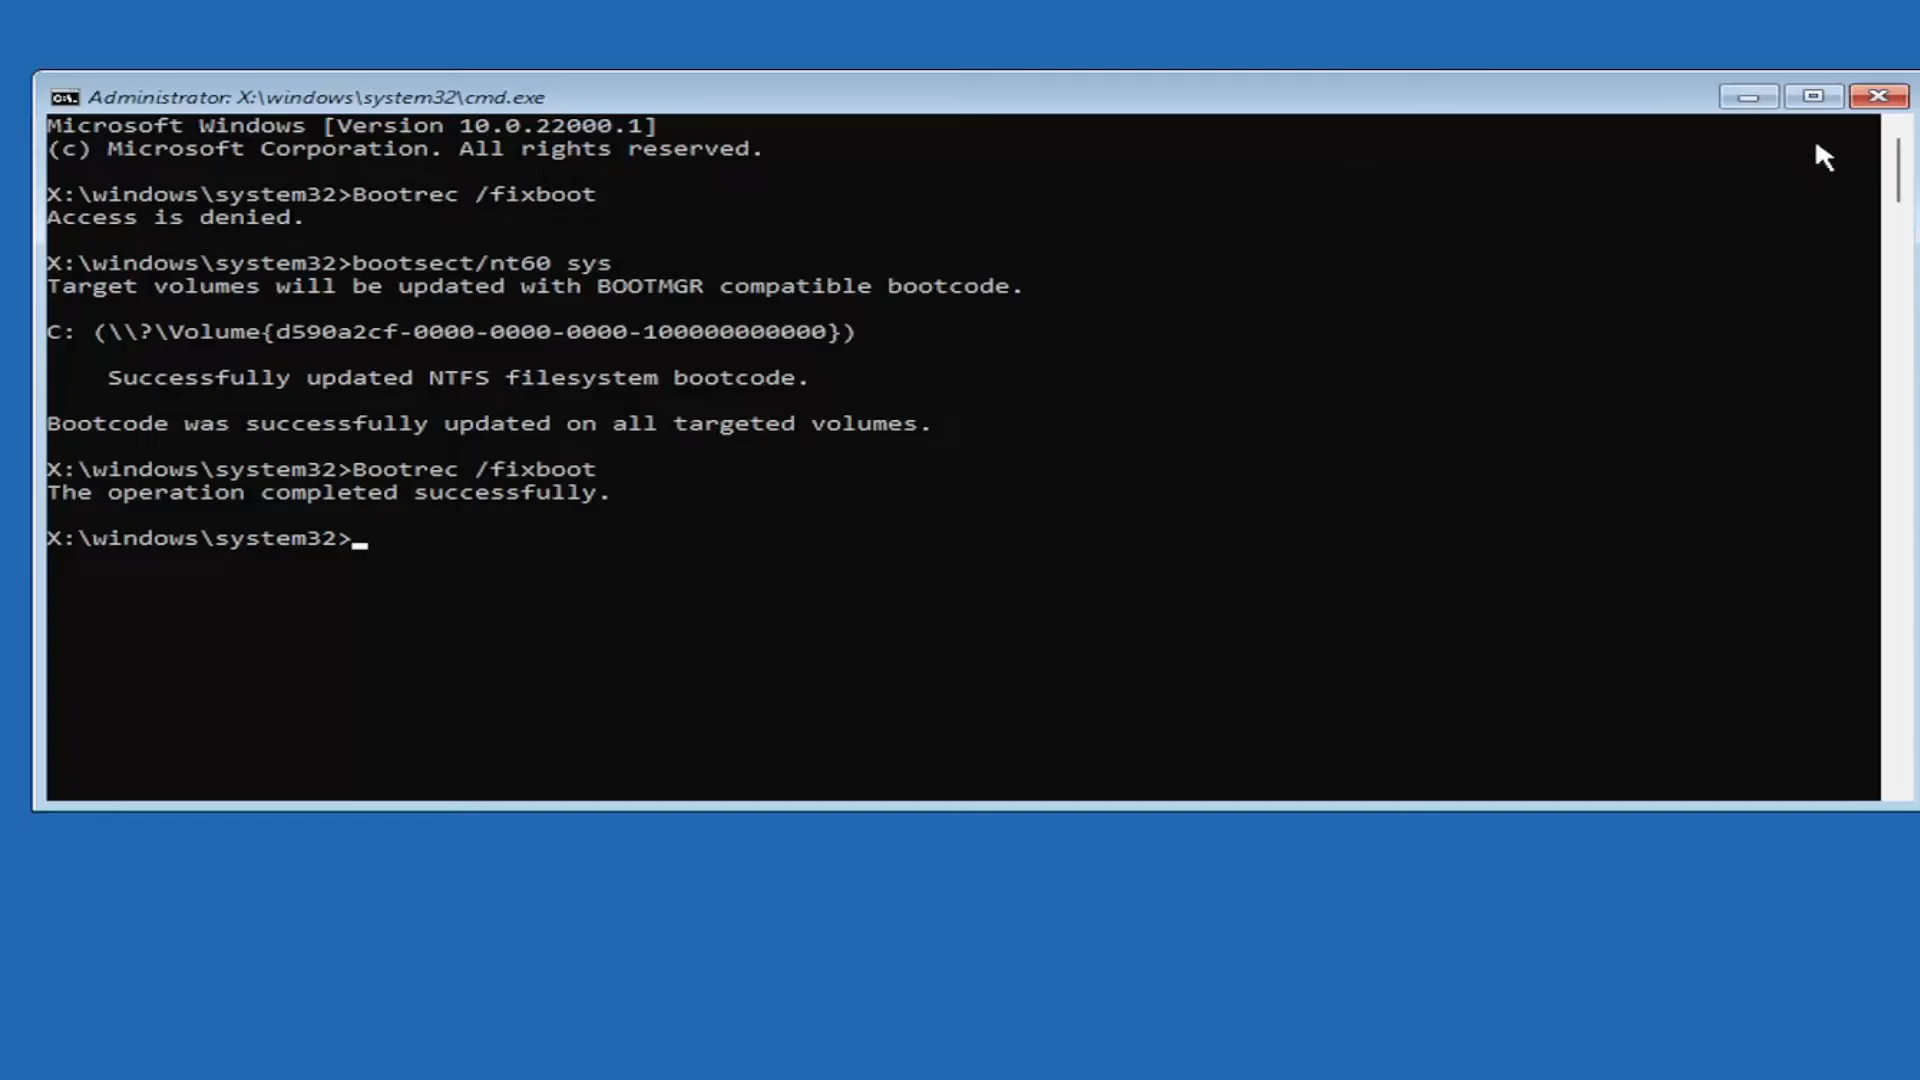 Administrator: X:\windows\system32\cmd.exe
Microsoft Windows [Version 10.0.22000.1]
(c) Microsoft Corporation. All rights reserved.
X:\windows\system32>Bootrec /fixboot
Access is denied.
X:\windows\system32>bootsect/nt60 sys
Target volumes will be updated with BOOTMGR compatible bootcode.
C: (\\?\Volume{d590a2cf-0000-0000-0000-100000000000})
Successfully updated NTFS filesystem bootcode.
Bootcode was successfully updated on all targeted volumes.
X:\windows\system32>Bootrec /fixboot
The operation completed successfully.
X:\windows\system32>